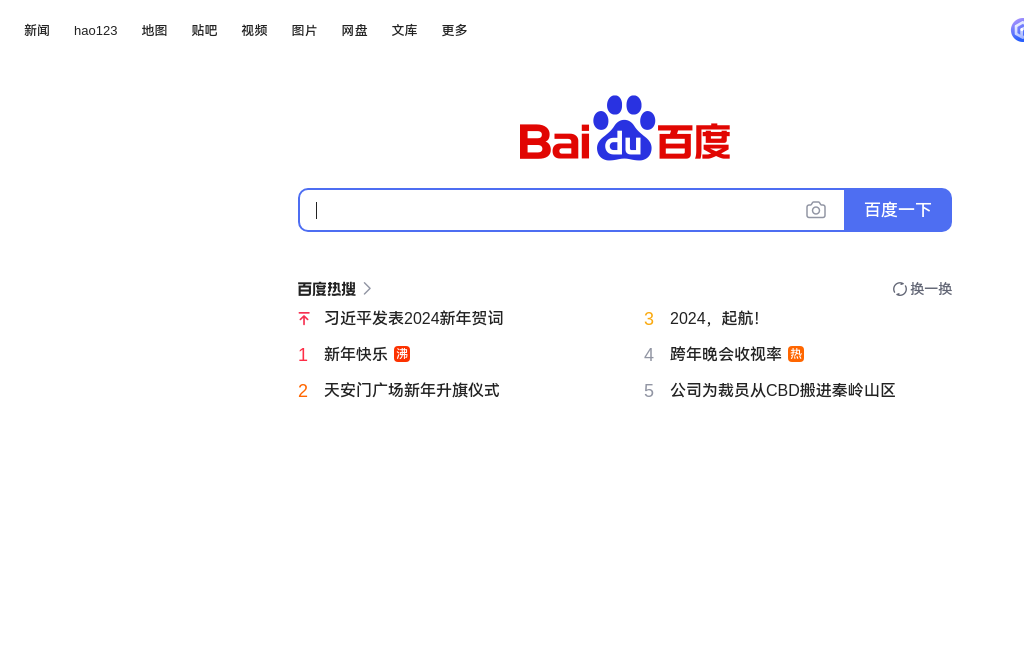 新闻 hao123 地图 贴吧 视频 图片 网盘 文库 更多
Bai du 百度
百度一下
百度热搜
换一换
习近平发表2024新年贺词
1 新年快乐 沸
2 天安门广场新年升旗仪式
3 2024，起航！
4 跨年晚会收视率 热
5 公司为裁员从CBD搬进秦岭山区